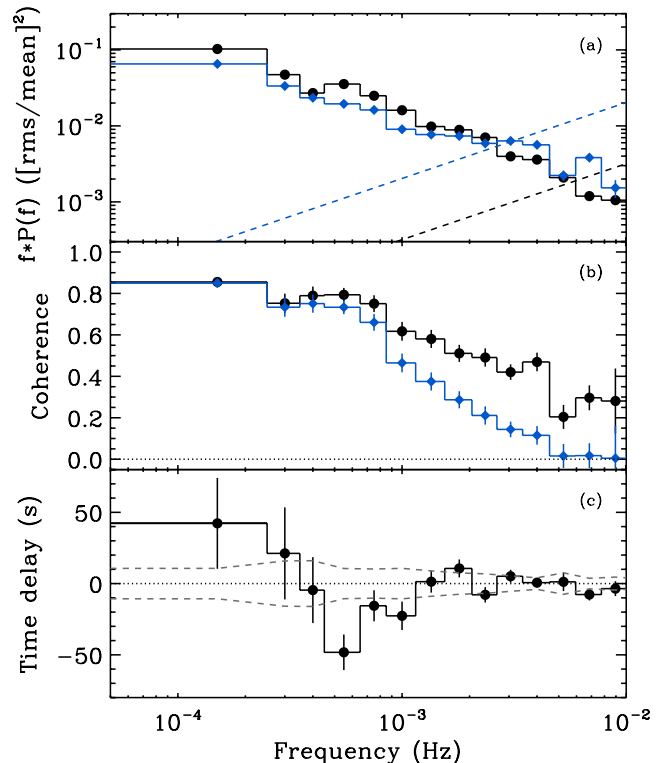 f*P(f) ([rms/mean]²)
10⁻¹
10⁻²
10⁻³
(a)
Coherence
1.0
0.8
0.6
0.4
0.2
0.0
(b)
Time delay (s)
50
0
−50
(c)
10⁻⁴
10⁻³
10⁻²
Frequency (Hz)